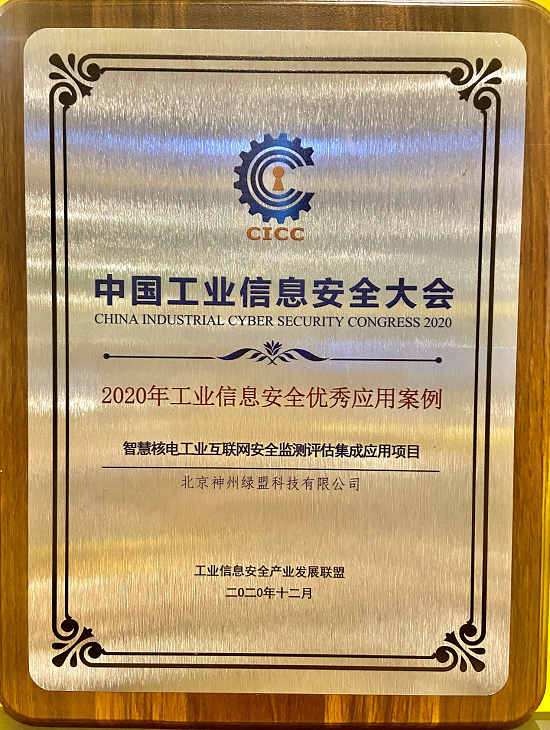 CICC
中国工业信息安全大会
CHINA INDUSTRIAL CYBER SECURITY CONGRESS 2020
2020年工业信息安全优秀应用案例
智慧核电工业互联网安全监测评估集成应用项目
北京神州绿盟科技有限公司
工业信息安全产业发展联盟
二〇二〇年十二月